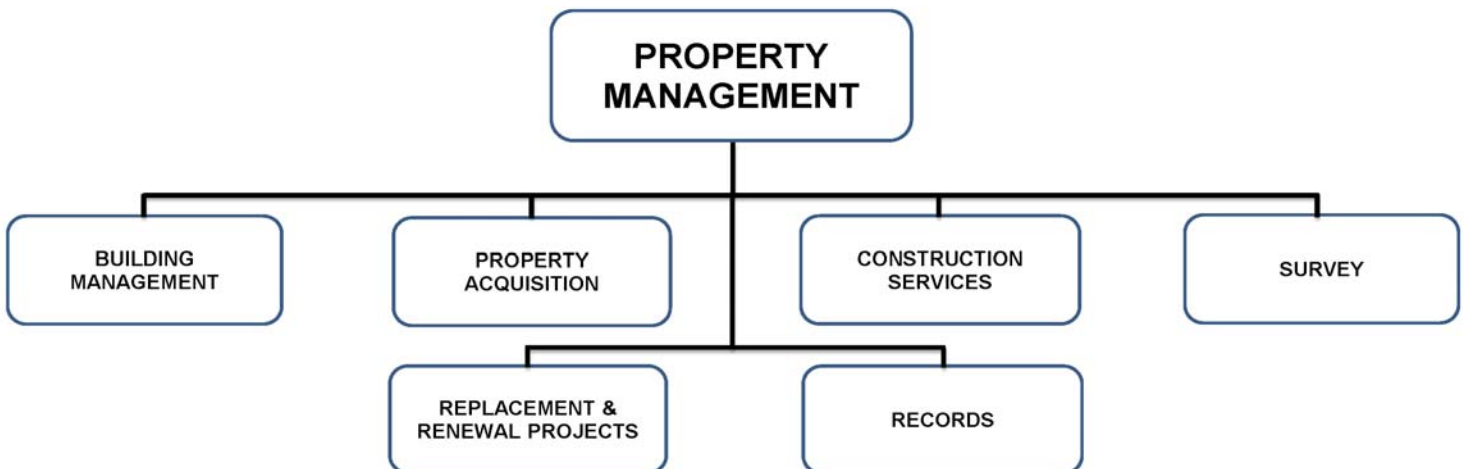 PROPERTY
MANAGEMENT
BUILDING
MANAGEMENT
PROPERTY
ACQUISITION
CONSTRUCTION
SERVICES
SURVEY
REPLACEMENT &
RENEWAL PROJECTS
RECORDS